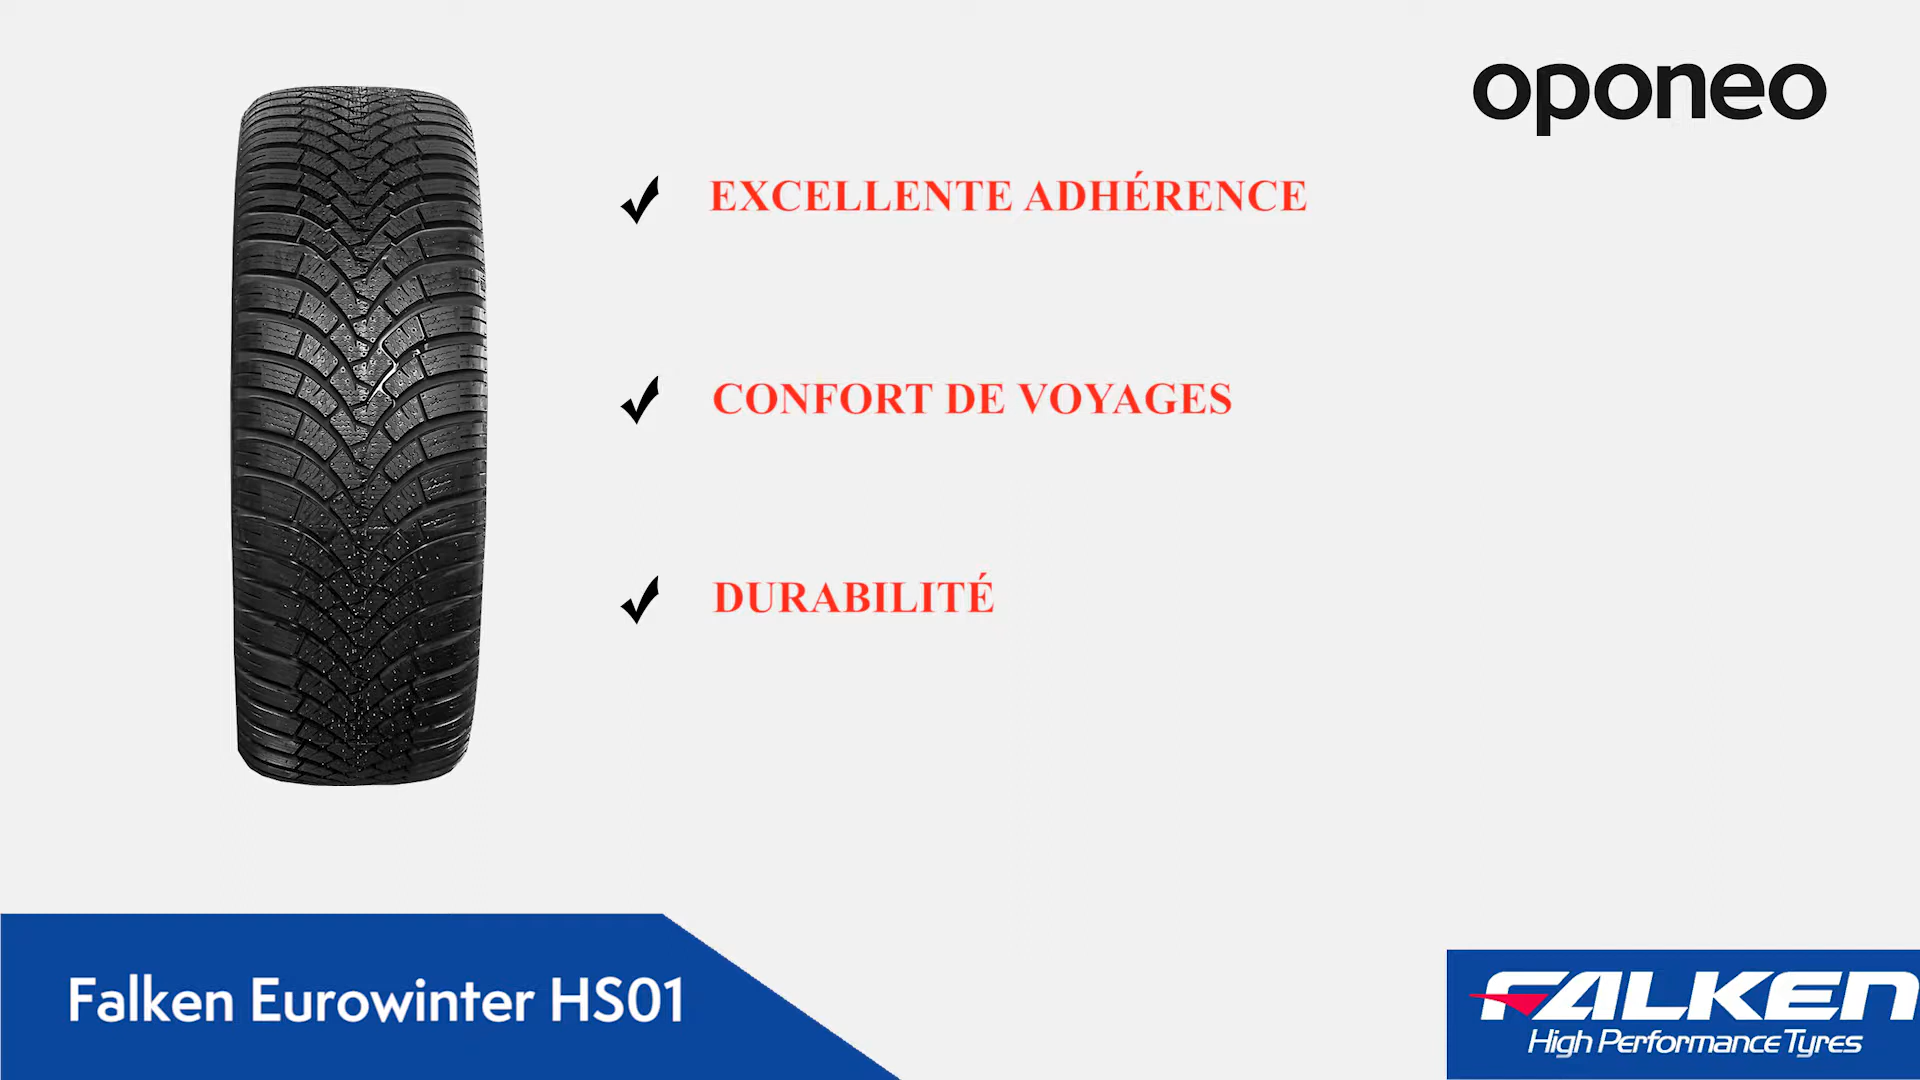 oponeo
EXCELLENTE ADHÉRENCE
CONFORT DE VOYAGES
DURABILITÉ
Falken Eurowinter HS01
FALKEN
High Performance Tyres